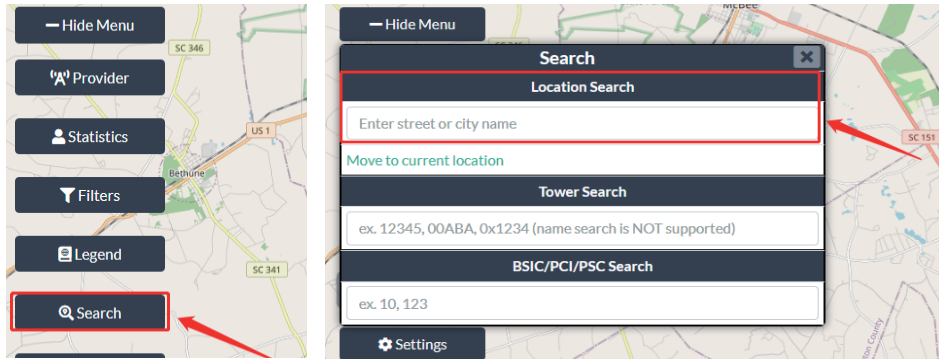 Hide Menu
SC 346
Provider
Statistics
US 1
Bethune
Filters
Legend
SC 341
Search
Hide Menu
Search
Location Search
Enter street or city name
SC 151
Move to current location
Tower Search
ex. 12345, 00ABA, 0x1234 (name search is NOT supported)
BSIC/PCI/PSC Search
ex. 10, 123
Settings